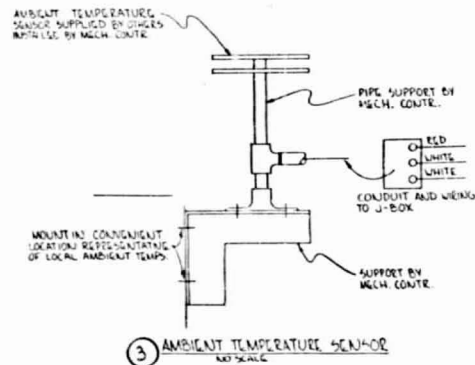 AMBIENT TEMPERATURE
SENSOR SUPPLIED BY OTHERS
INSTALLED BY MECH. CONTR.
PIPE SUPPORT BY
MECH. CONTR.
RED
WHITE
WHITE
CONDUIT AND WIRING
TO J-BOX
MOUNT IN CONVENIENT
LOCATION REPRESENTATIVE
OF LOCAL AMBIENT TEMPS.
SUPPORT BY
MECH. CONTR.
3 AMBIENT TEMPERATURE SENSOR
NO SCALE